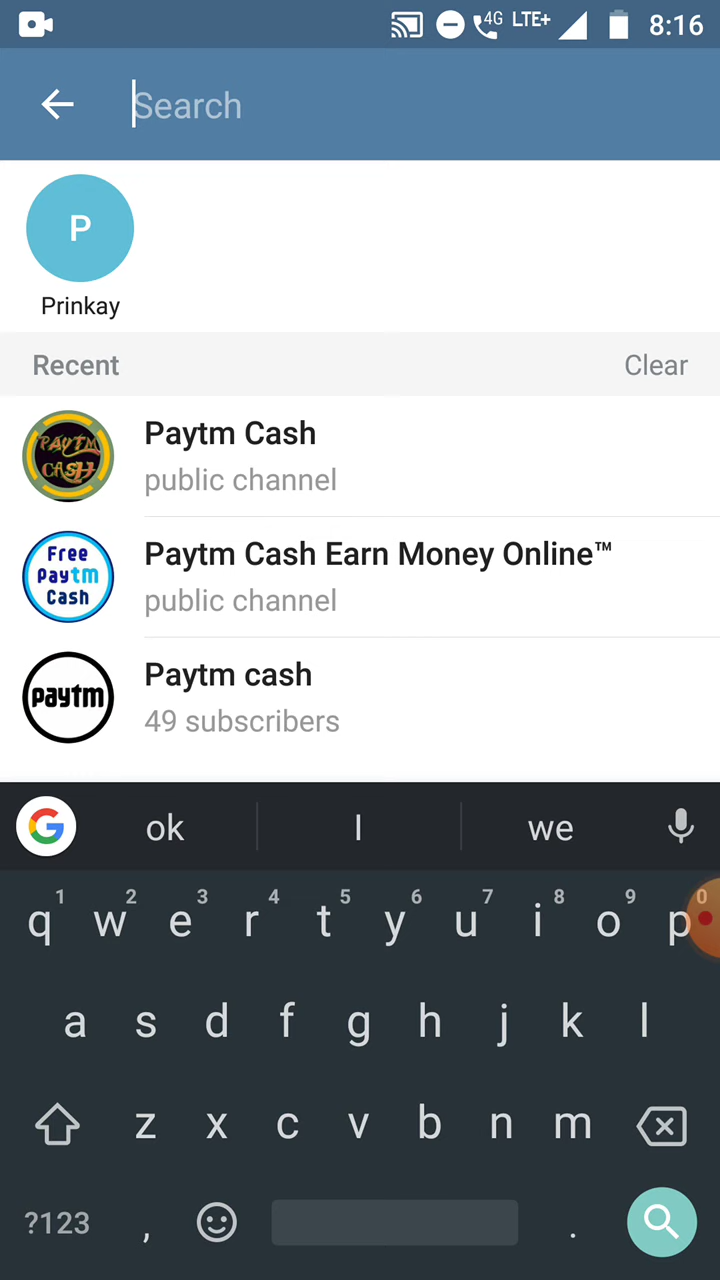 4G LTE+ 8:16
Search
P
Prinkay
Recent Clear
PAYTM
CASH
Paytm Cash
public channel
Free
Paytm
Cash
Paytm Cash Earn Money Online™
public channel
paytm
Paytm cash
49 subscribers
G ok I we
1 2 3 4 5 6 7 8 9 0
q w e r t y u i o p
a s d f g h j k l
z x c v b n m
?123 , .